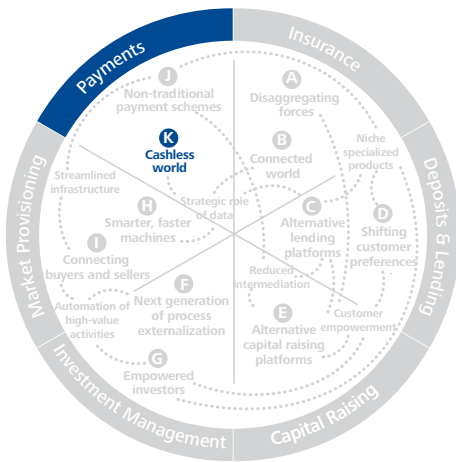 Payments
Insurance
Deposits & Lending
Capital Raising
Investment Management
Market Provisioning
J
Non-traditional
payment schemes
A
Disaggregating
forces
K
Cashless
world
B
Connected
world
Niche
specialized
products
Streamlined
infrastructure
Strategic role
of data
H
Smarter, faster
machines
C
Alternative
lending
platforms
D
Shifting
customer
preferences
I
Connecting
buyers and sellers
F
Next generation
of process
externalization
Reduced
intermediation
Automation of
high-value
activities
E
Alternative
capital raising
platforms
Customer
empowerment
G
Empowered
investors